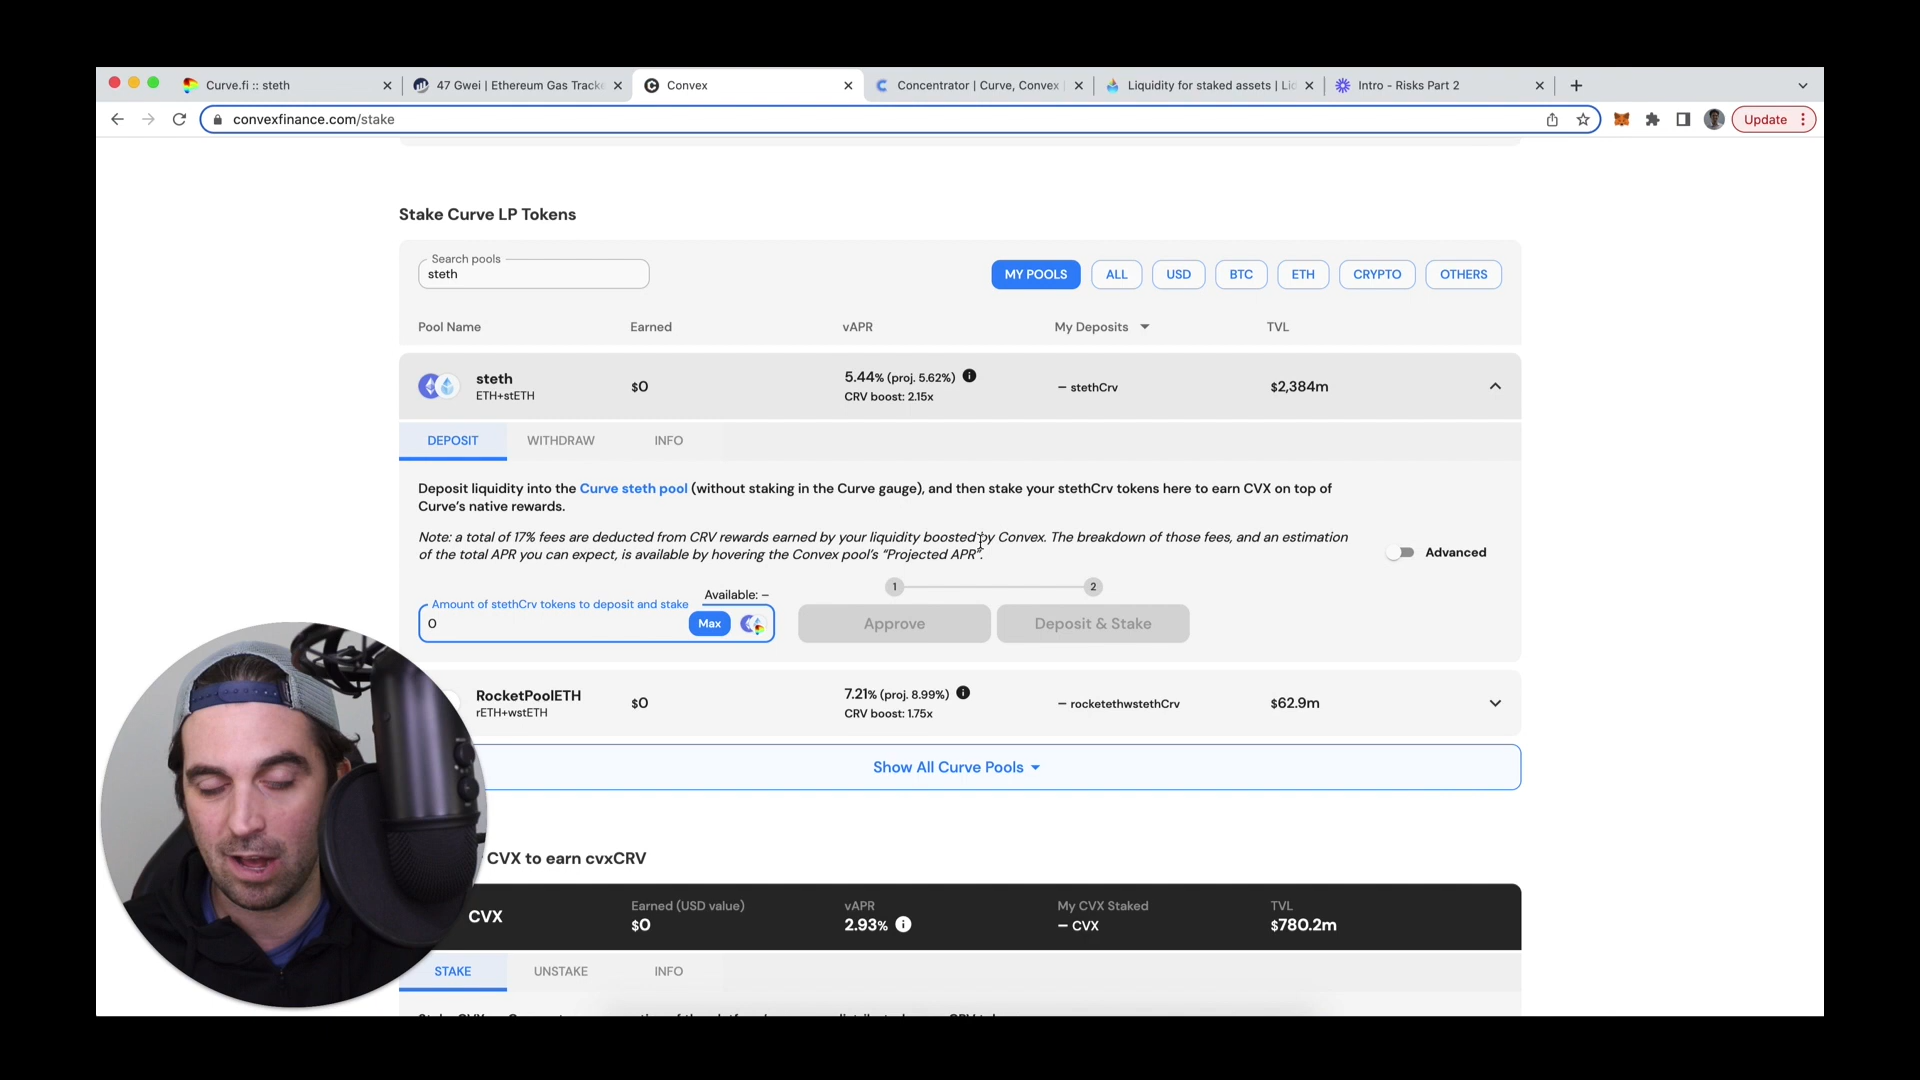 Curve.fi :: steth
47 Gwei | Ethereum Gas Tracke
Convex
Concentrator | Curve, Convex
Liquidity for staked assets | Lid
Intro - Risks Part 2
convexfinance.com/stake
Update
Stake Curve LP Tokens
Search pools
steth
MY POOLS
ALL
USD
BTC
ETH
CRYPTO
OTHERS
Pool Name
Earned
vAPR
My Deposits
TVL
steth
ETH+stETH
$0
5.44% (proj. 5.62%)
CRV boost: 2.15x
– stethCrv
$2,384m
DEPOSIT
WITHDRAW
INFO
Deposit liquidity into the Curve steth pool (without staking in the Curve gauge), and then stake your stethCrv tokens here to earn CVX on top of
Curve's native rewards.
Note: a total of 17% fees are deducted from CRV rewards earned by your liquidity boosted by Convex. The breakdown of those fees, and an estimation
of the total APR you can expect, is available by hovering the Convex pool's "Projected APR".
Advanced
Available: –
Amount of stethCrv tokens to deposit and stake
0
Max
1
2
Approve
Deposit & Stake
RocketPoolETH
rETH+wstETH
$0
7.21% (proj. 8.99%)
CRV boost: 1.75x
– rocketethwstethCrv
$62.9m
Show All Curve Pools
CVX to earn cvxCRV
CVX
Earned (USD value)
$0
vAPR
2.93%
My CVX Staked
– CVX
TVL
$780.2m
STAKE
UNSTAKE
INFO